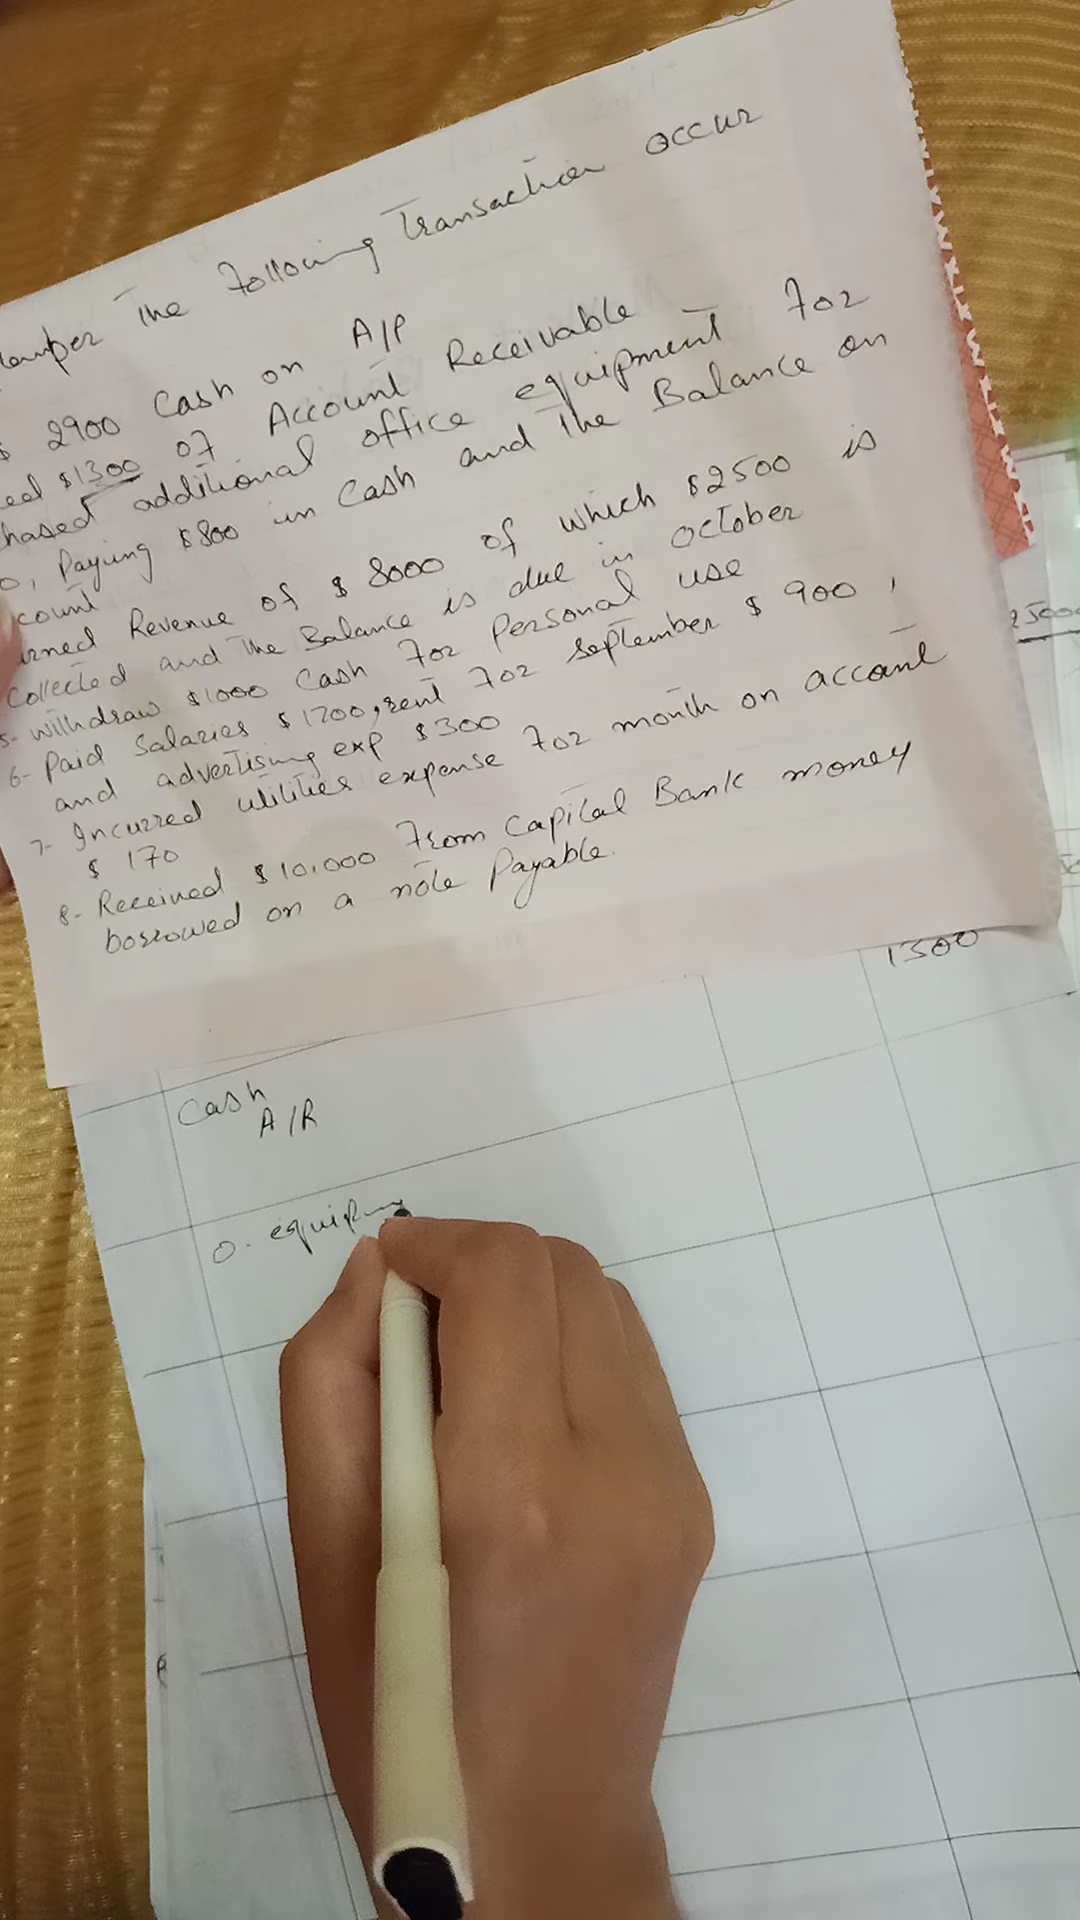 The Following Transaction occur
$ 2900 Cash on A/P
$1300 of Account Receivable
additional office equipment for
Paying $800 in Cash and the Balance on
Revenue of $ 8000 of which $2500 is
Collected and the Balance is due in October
5- withdraw $1000 Cash for Personal use
6- Paid Salaries $ 1700, rent for September $ 900,
and advertising exp $300
7- Incurred utilities expense for month on account
$ 170
8- Received $ 10,000 From Capital Bank money
borrowed on a note Payable.
1300
Cash
A/R
O. equipm